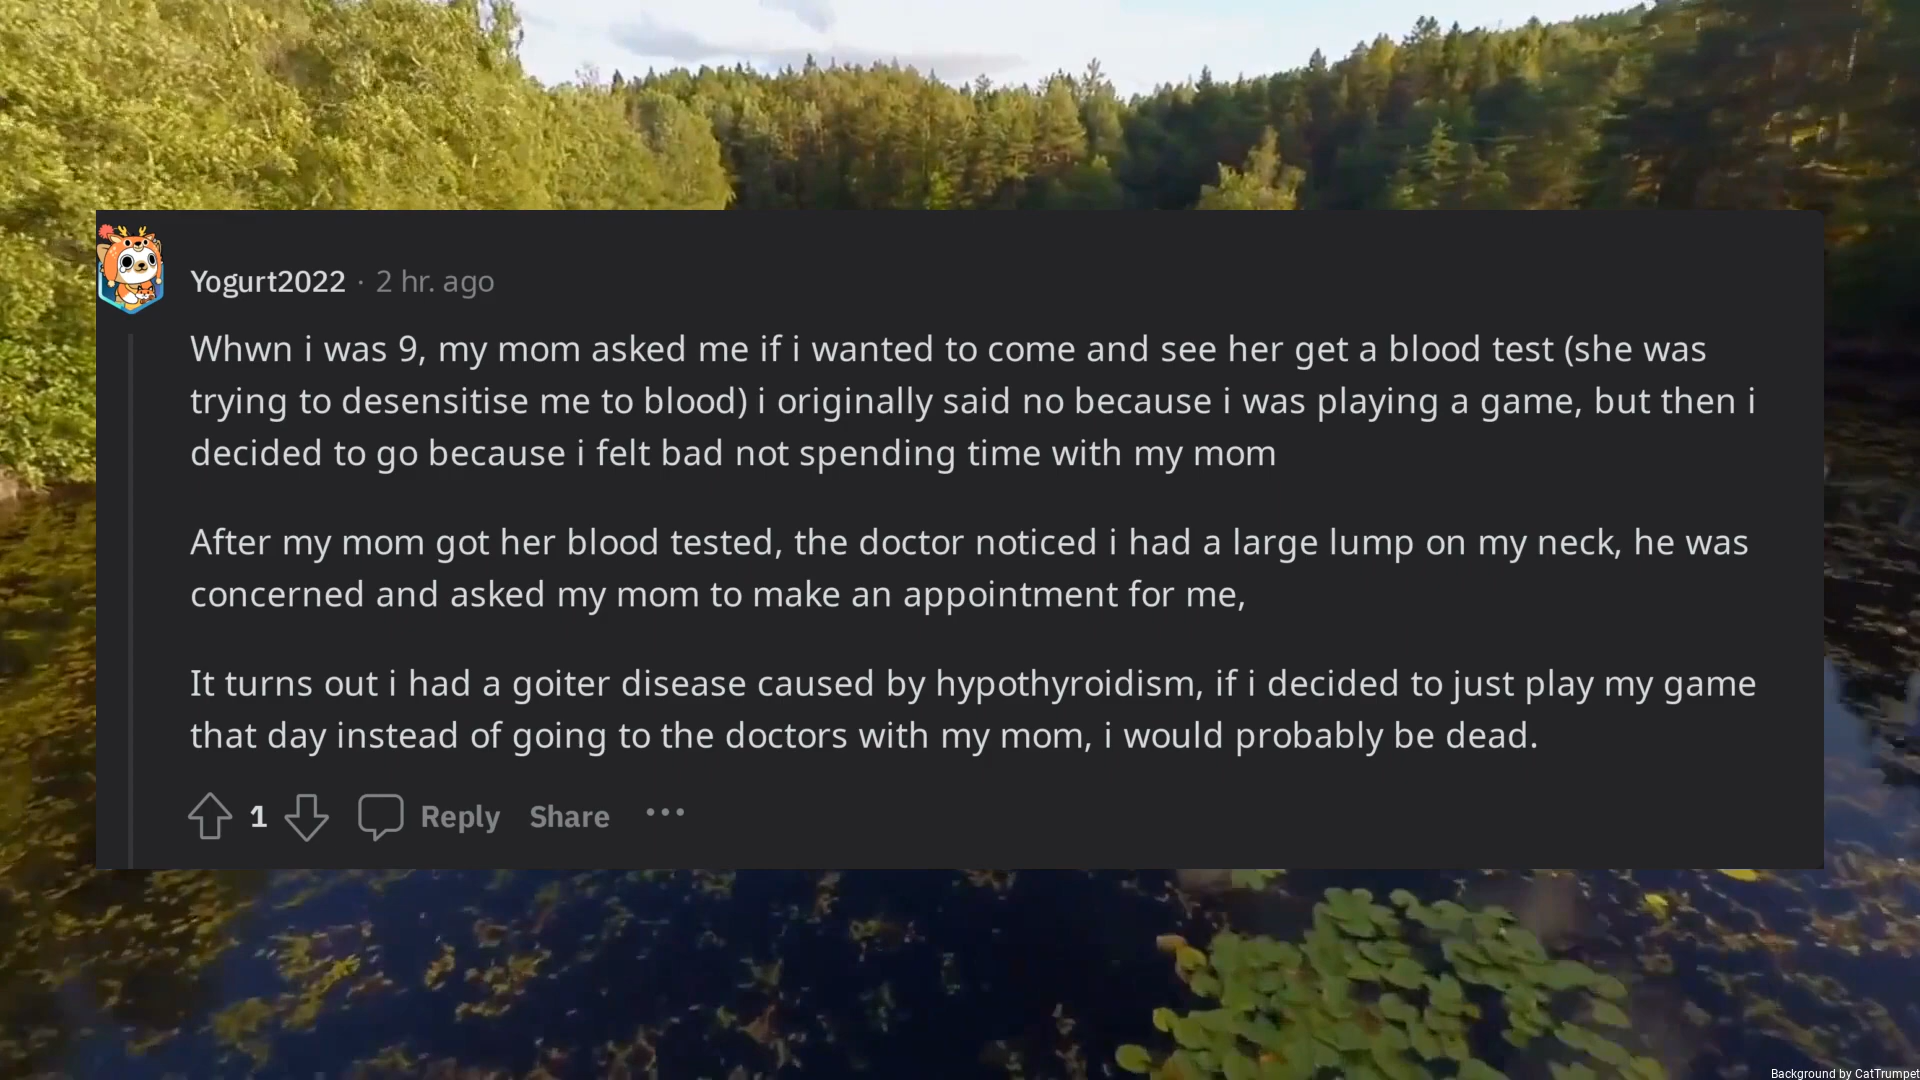 Yogurt2022 · 2 hr. ago
Whwn i was 9, my mom asked me if i wanted to come and see her get a blood test (she was
trying to desensitise me to blood) i originally said no because i was playing a game, but then i
decided to go because i felt bad not spending time with my mom
After my mom got her blood tested, the doctor noticed i had a large lump on my neck, he was
concerned and asked my mom to make an appointment for me,
It turns out i had a goiter disease caused by hypothyroidism, if i decided to just play my game
that day instead of going to the doctors with my mom, i would probably be dead.
1 Reply Share ···
Background by CatTrumpet